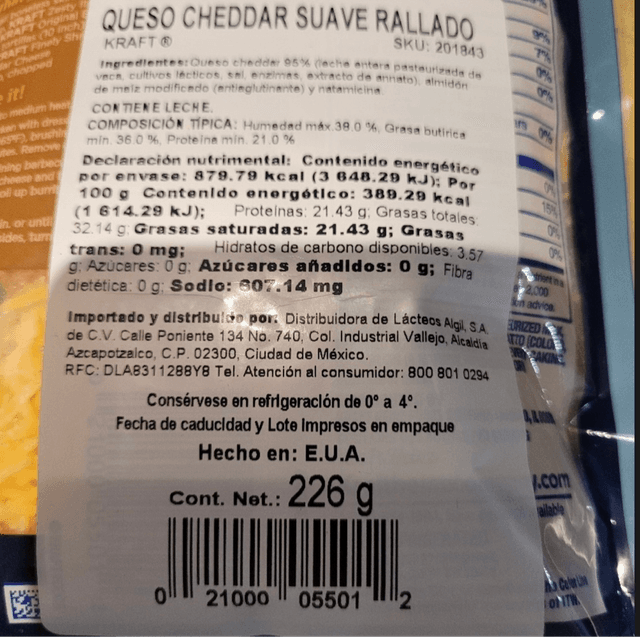 QUESO CHEDDAR SUAVE RALLADO
KRAFT ® SKU: 201843
Ingredientes: Queso cheddar 95% (leche entera pasteurizada de
vaca, cultivos lácticos, sal, enzimas, extracto de annato), almidón
de maíz modificado (antiaglutinante) y natamicina.
CONTIENE LECHE.
COMPOSICIÓN TÍPICA: Humedad máx.39.0 %, Grasa butírica
min. 36.0 %, Proteína min. 21.0 %
Declaración nutrimental: Contenido energético
por envase: 879.79 kcal (3 648.29 kJ); Por
100 g Contenido energético: 389.29 kcal
(1 614.29 kJ); Proteínas: 21.43 g; Grasas totales:
32.14 g; Grasas saturadas: 21.43 g; Grasas
trans: 0 mg; Hidratos de carbono disponibles: 3.57
g; Azúcares: 0 g; Azúcares añadidos: 0 g; Fibra
dietética: 0 g; Sodio: 607.14 mg
Importado y distribuido por: Distribuidora de Lácteos Algil, S.A.
de C.V. Calle Poniente 134 No. 740, Col. Industrial Vallejo, Alcaldía
Azcapotzalco, C.P. 02300, Ciudad de México.
RFC: DLA8311288Y8 Tel. Atención al consumidor: 800 801 0294
Consérvese en refrigeración de 0° a 4°.
Fecha de caducidad y Lote Impresos en empaque
Hecho en: E.U.A.
Cont. Net.: 226 g
0 21000 05501 2